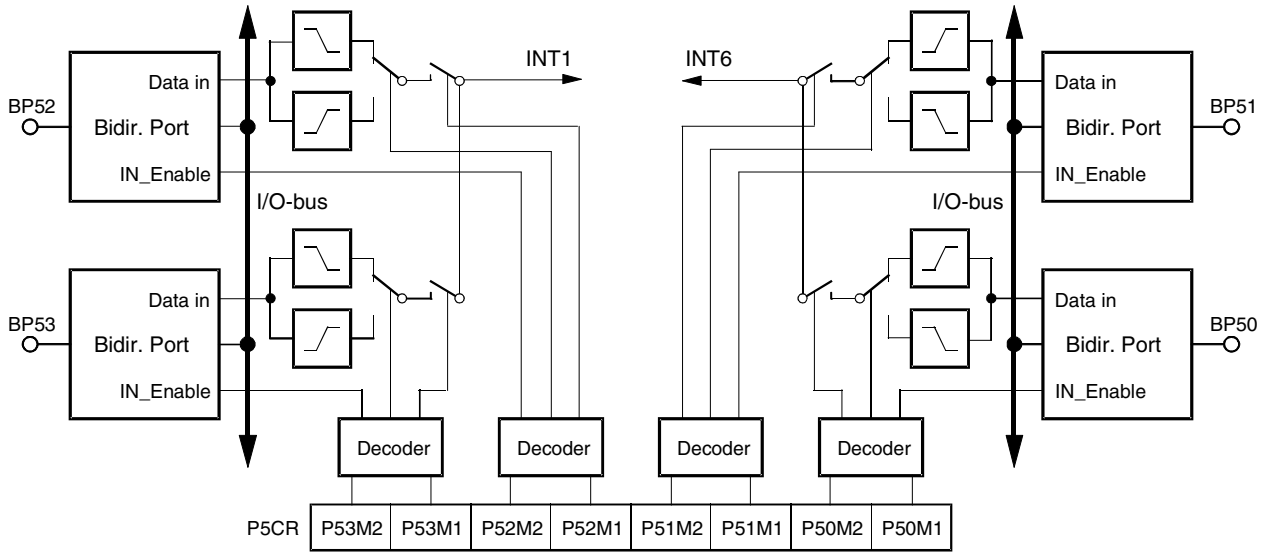 INT1
INT6
Data in
Data in
BP52
Bidir. Port
Bidir. Port
BP51
IN_Enable
IN_Enable
I/O-bus
I/O-bus
Data in
Data in
BP53
Bidir. Port
Bidir. Port
BP50
IN_Enable
IN_Enable
Decoder
Decoder
Decoder
Decoder
P5CR
P53M2
P53M1
P52M2
P52M1
P51M2
P51M1
P50M2
P50M1